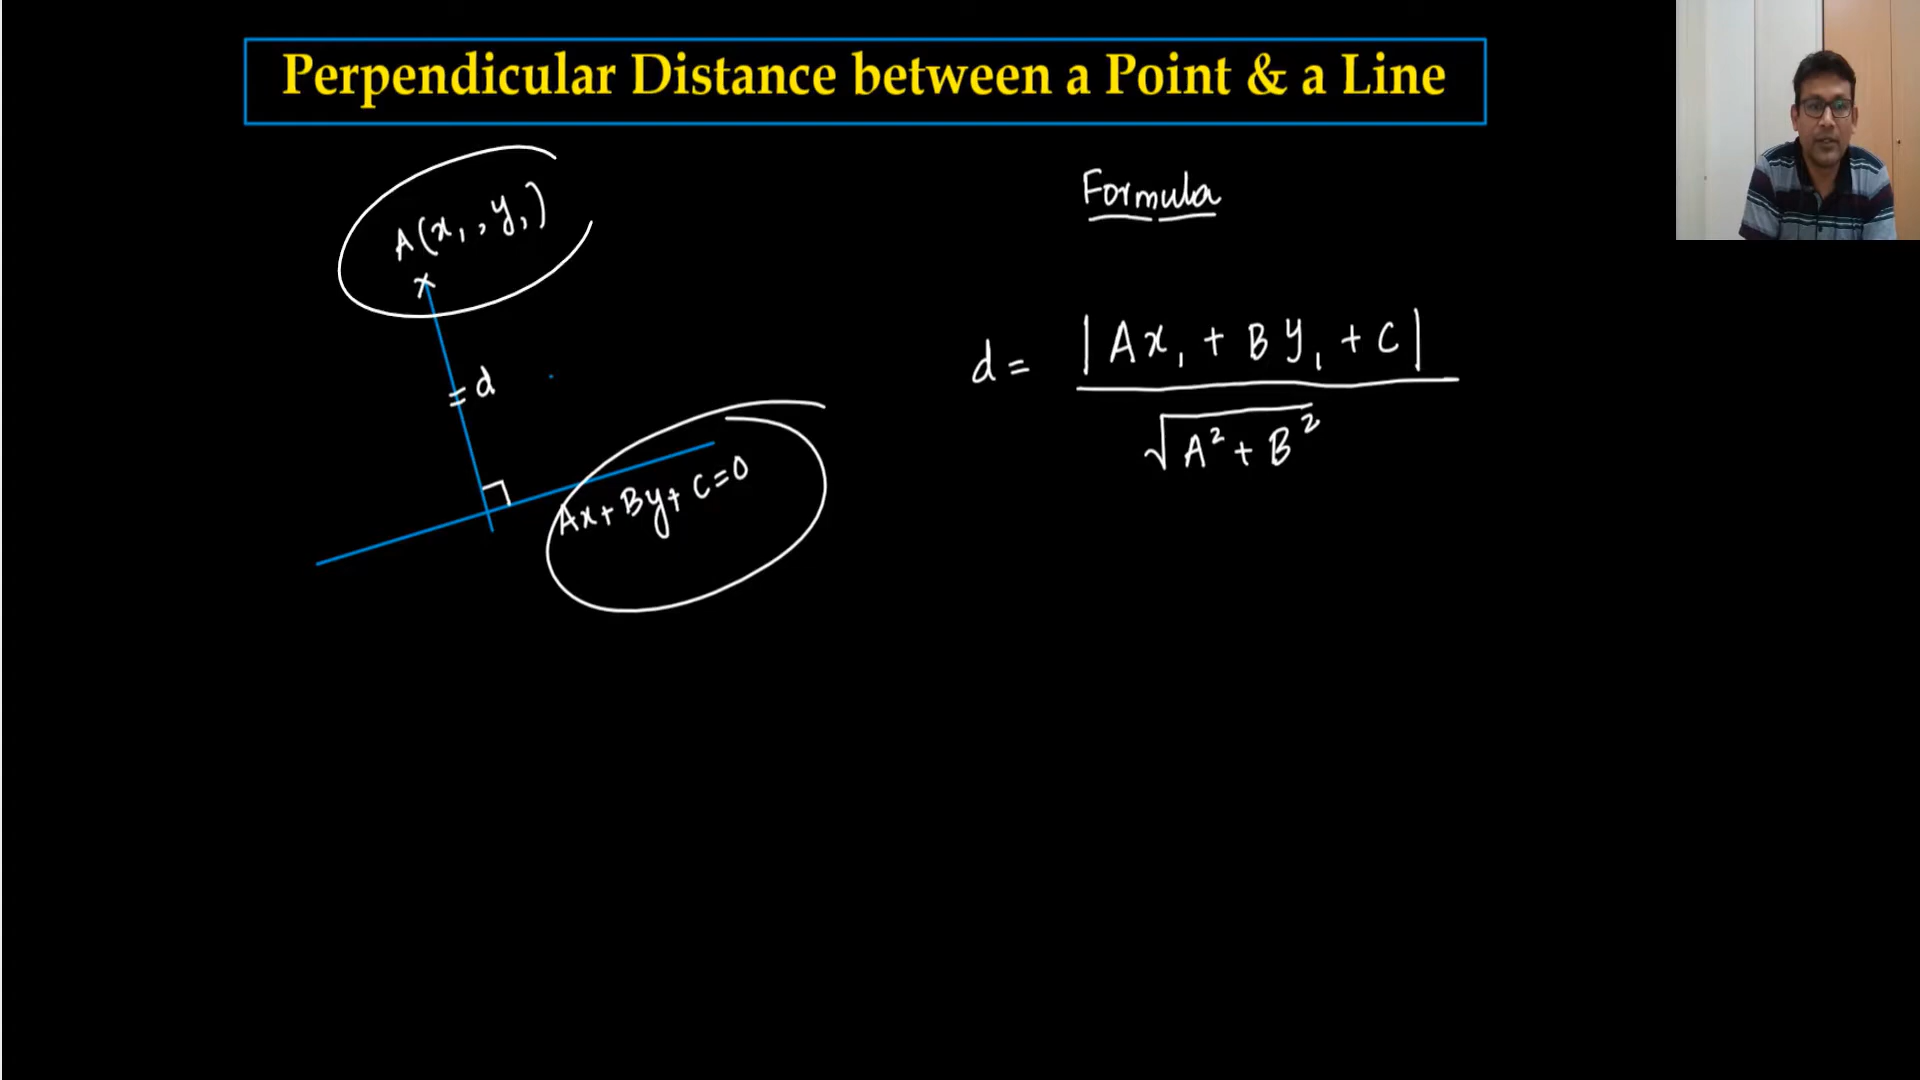 Perpendicular Distance between a Point & a Line
A(x₁, y₁)
d
Ax + By + C = 0
Formula
d = |Ax₁ + By₁ + C|
√A² + B²